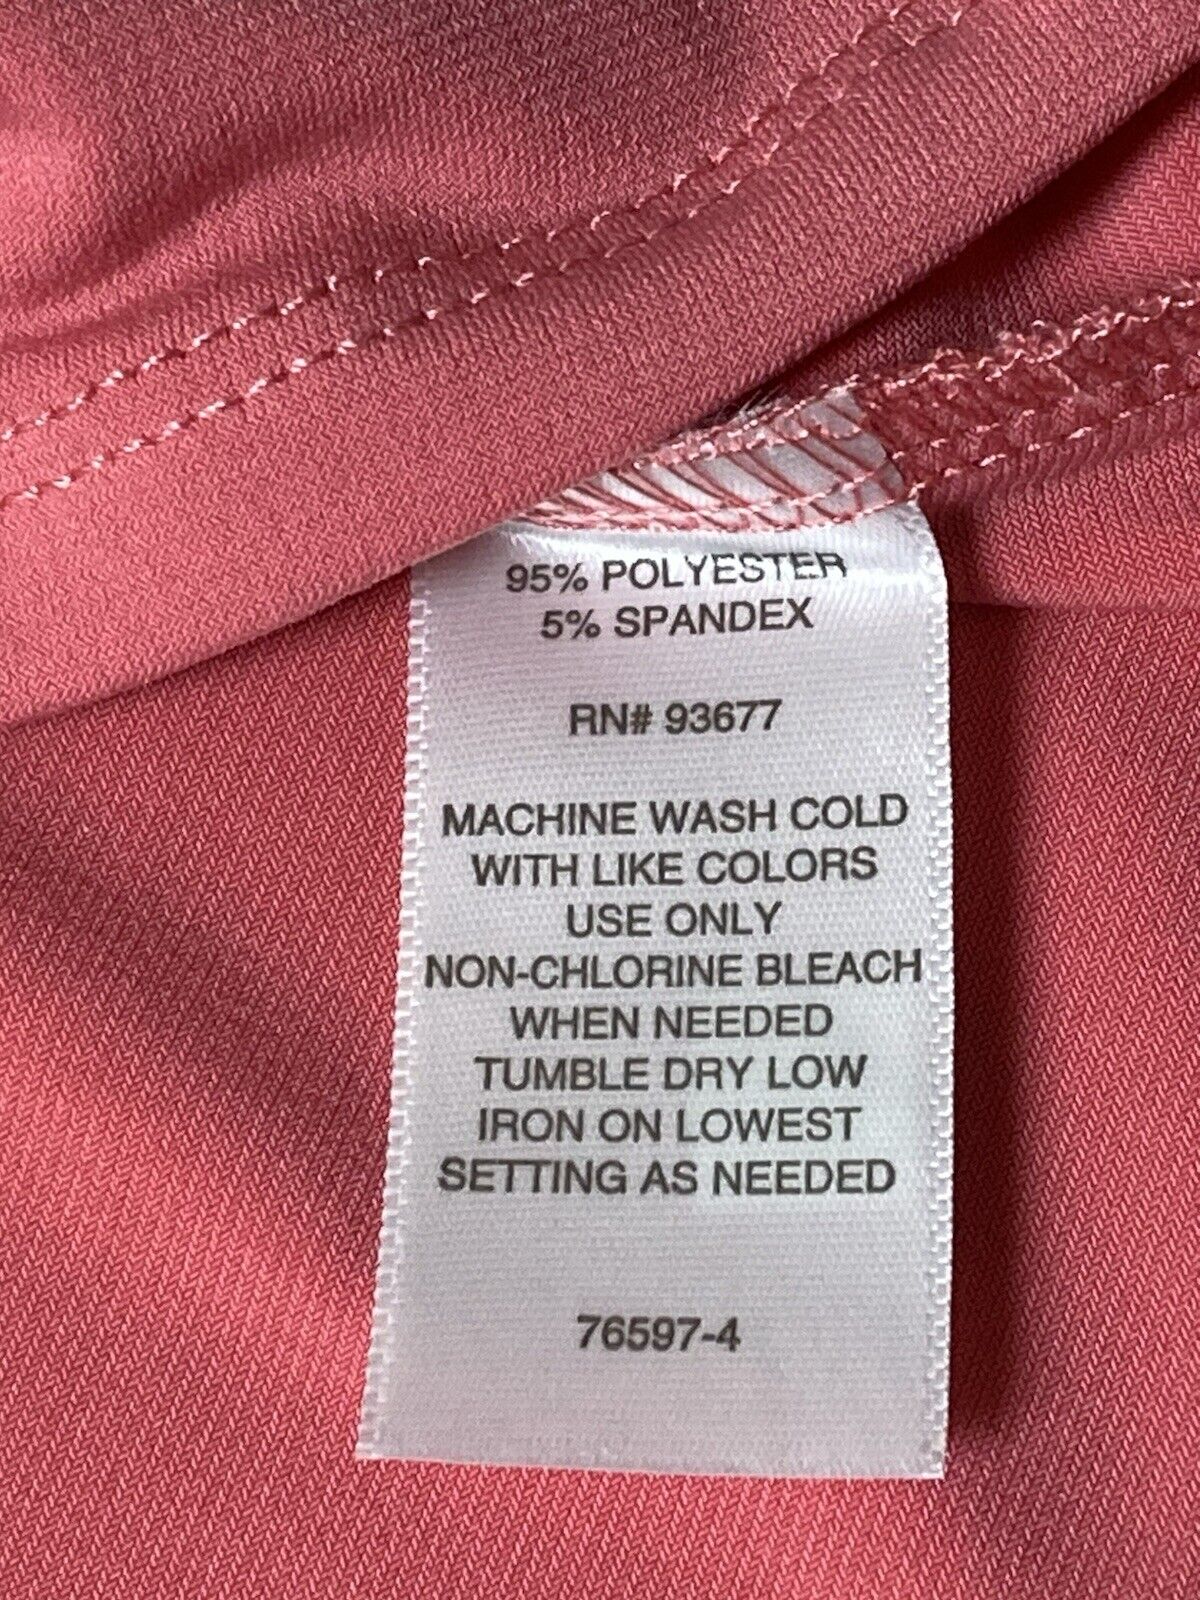 95% POLYESTER
5% SPANDEX
RN# 93677
MACHINE WASH COLD
WITH LIKE COLORS
USE ONLY
NON-CHLORINE BLEACH
WHEN NEEDED
TUMBLE DRY LOW
IRON ON LOWEST
SETTING AS NEEDED
76597-4